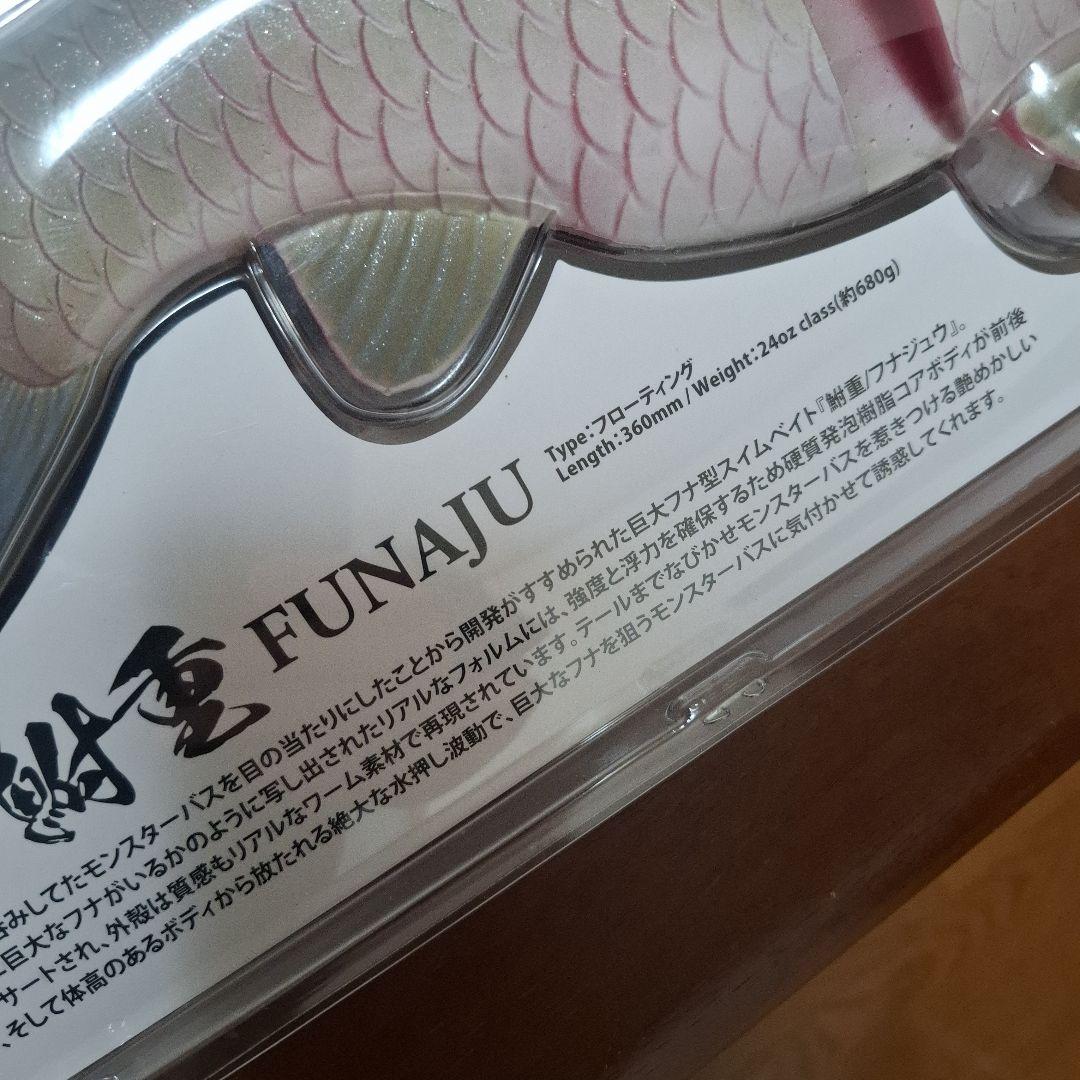 鮒重 FUNAJU
Type：フローティング
Length：360mm / Weight：24oz class(約680g)
呑みしてたモンスターバスを目の当たりにしたことから開発がすすめられた巨大フナ型スイムベイト『鮒重/フナジュウ』。
巨大なフナがいるかのように写し出されたリアルなフォルムには、強度と浮力を確保するため硬質発泡樹脂コアボディが前後
サートされ、外殻は質感もリアルなワーム素材で再現されています。テールまでなびかせモンスターバスを惹きつける艶めかしい
、そして体高のあるボディから放たれる絶大な水押し波動で、巨大なフナを狙うモンスターバスに気付かせて誘惑してくれます。